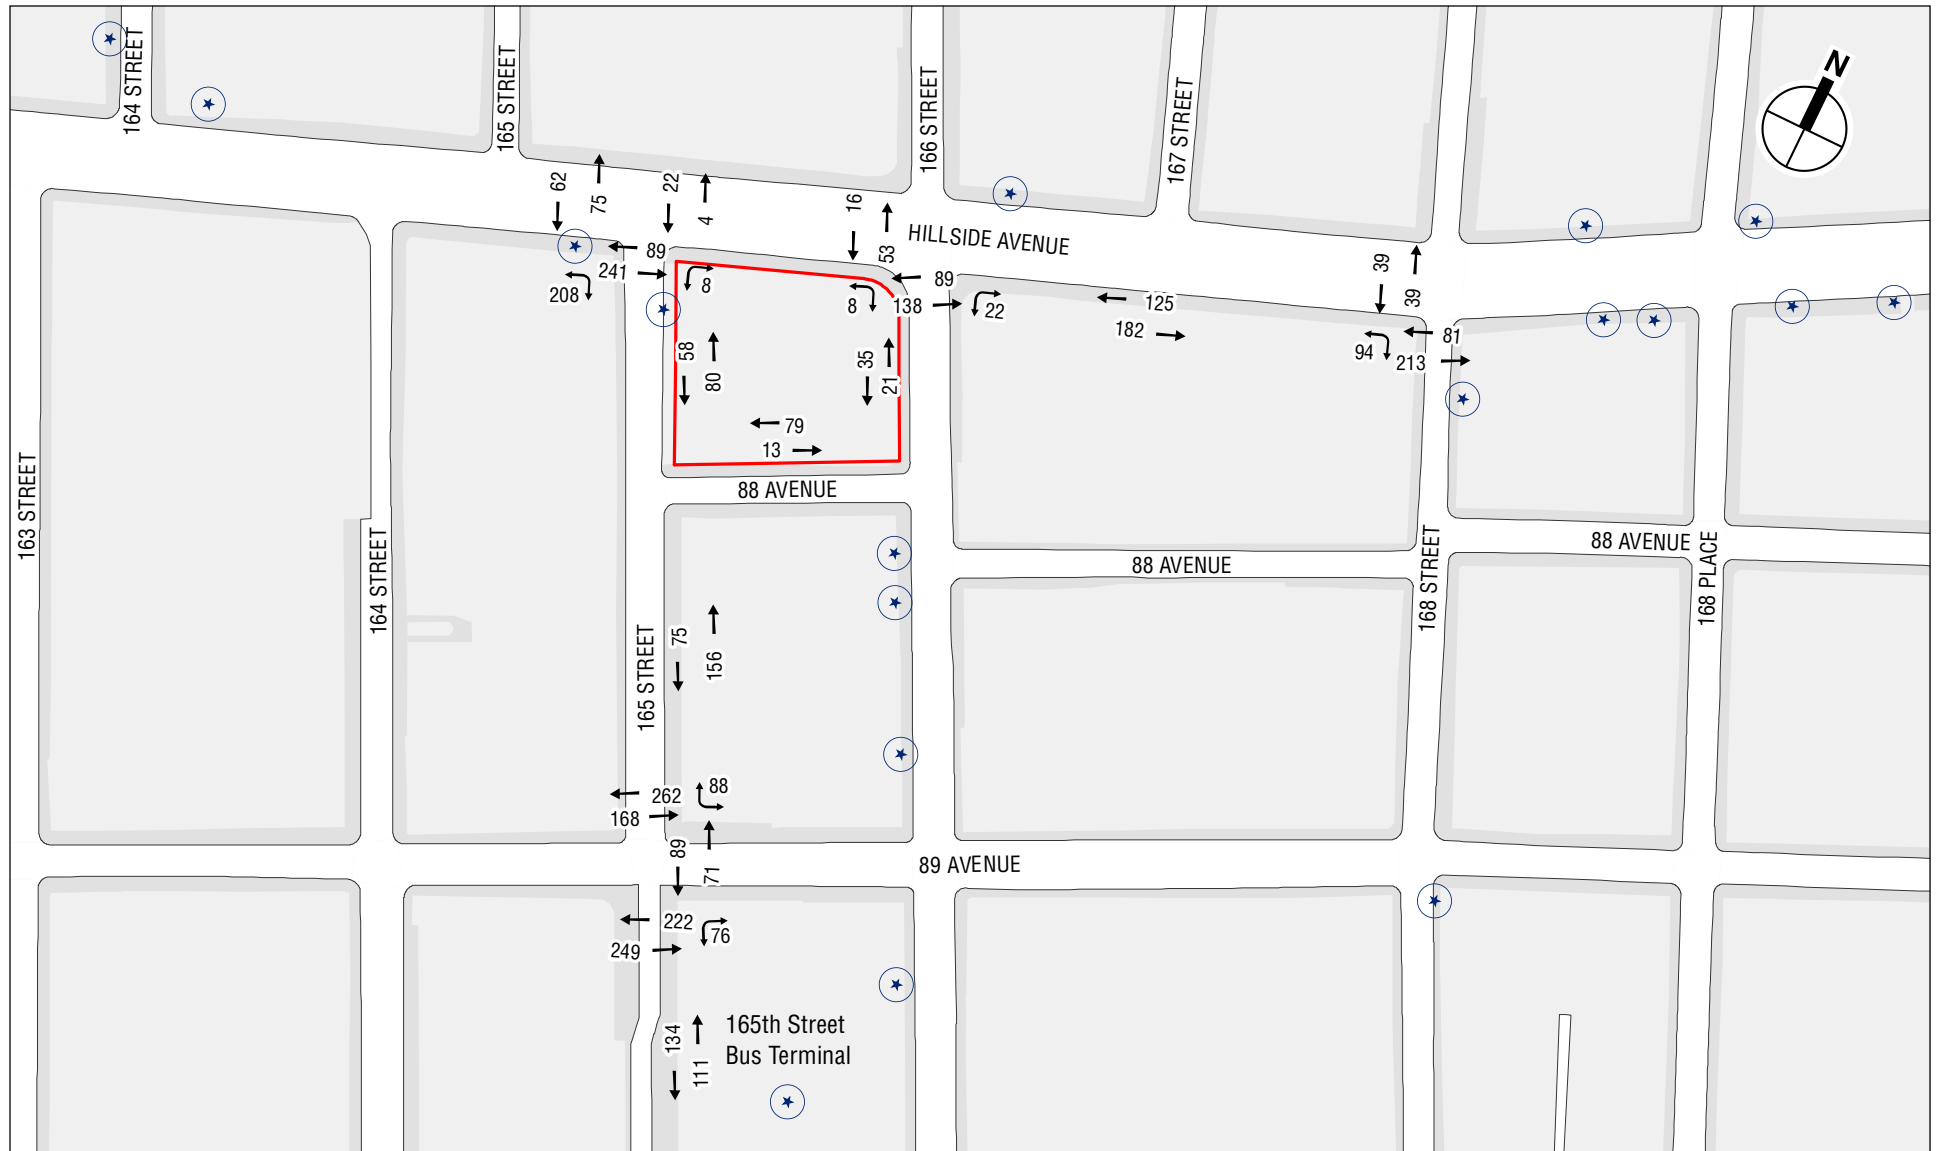 N
164 STREET
165 STREET
166 STREET
167 STREET
62
75
22
4
16
53
HILLSIDE AVENUE
39
39
89
241
208
8
8
89
138
22
125
182
94
81
213
58
80
35
21
79
13
88 AVENUE
163 STREET
164 STREET
165 STREET
88 AVENUE
168 STREET
88 AVENUE
168 PLACE
75
156
262
88
168
89
71
89 AVENUE
222
76
249
134
111
165th Street
Bus Terminal